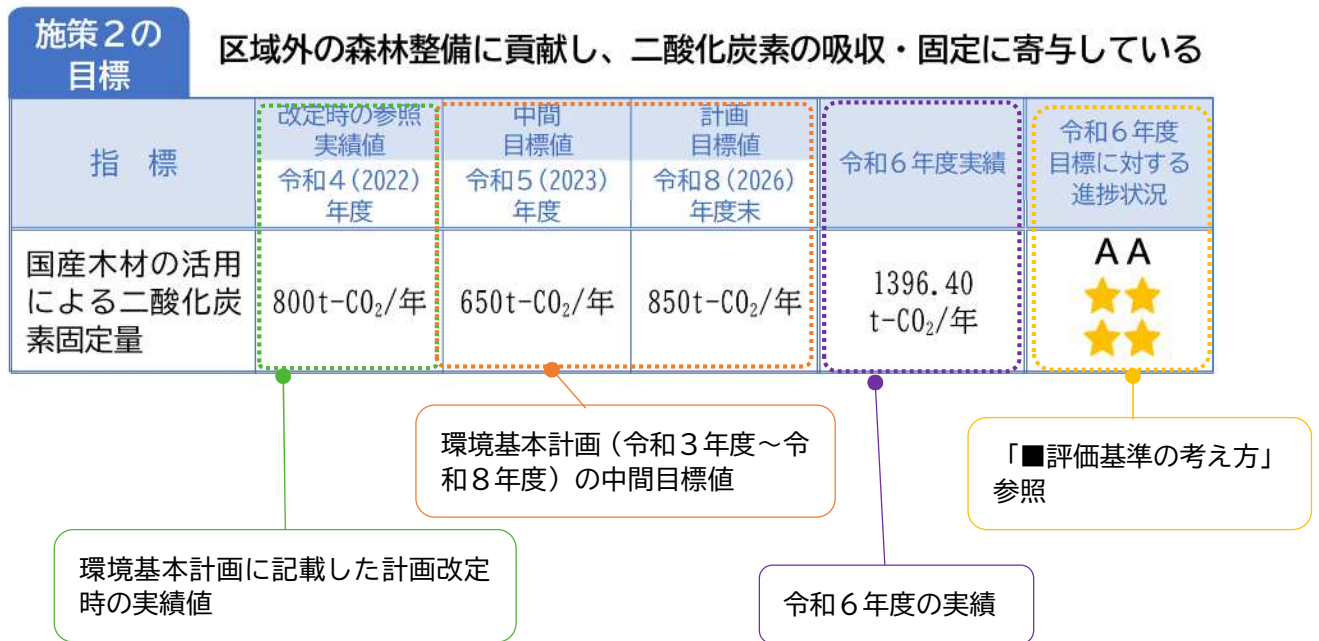 施策2の
目標
区域外の森林整備に貢献し、二酸化炭素の吸収・固定に寄与している
指 標
改定時の参照
実績値
令和4(2022)
年度
中間
目標値
令和5(2023)
年度
計画
目標値
令和8(2026)
年度末
令和6年度実績
令和6年度
目標に対する
進捗状況
国産木材の活用
による二酸化炭
素固定量
800t-CO₂/年
650t-CO₂/年
850t-CO₂/年
1396.40
t-CO₂/年
AA
★★
★★
環境基本計画(令和3年度～令
和8年度)の中間目標値
「■評価基準の考え方」
参照
環境基本計画に記載した計画改定
時の実績値
令和6年度の実績